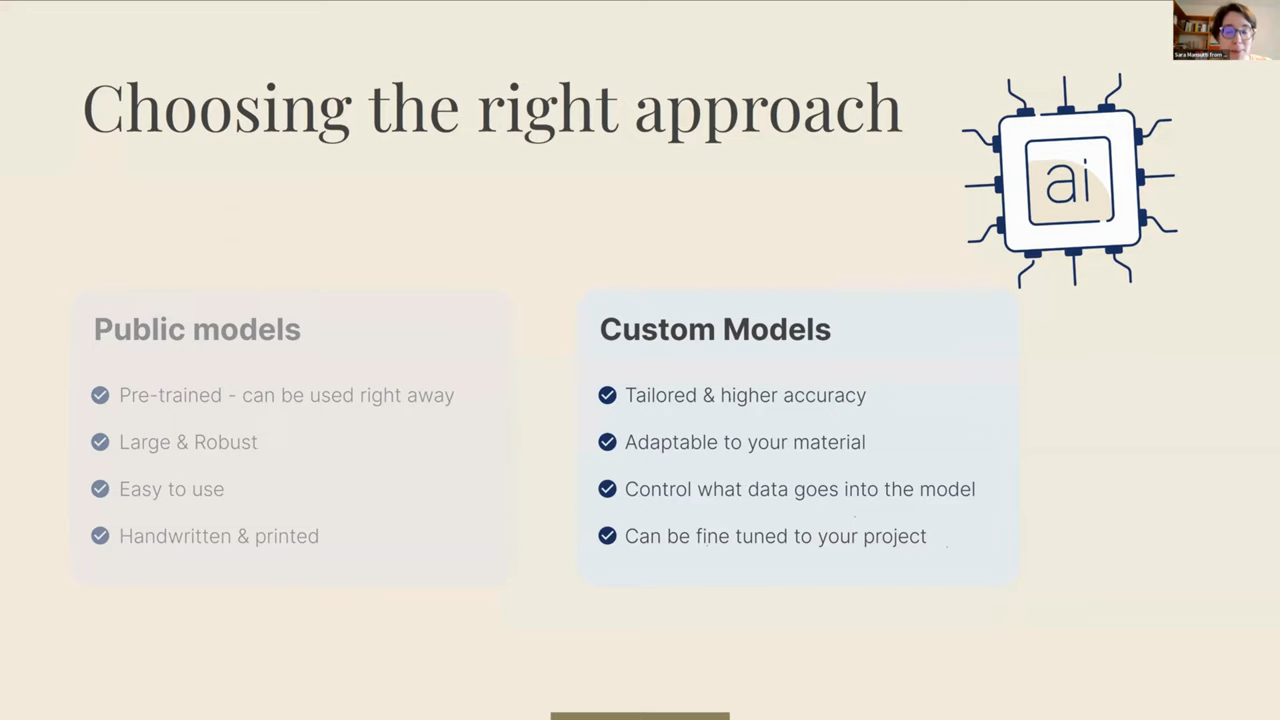 Choosing the right approach
ai
Public models
Pre-trained - can be used right away
Large & Robust
Easy to use
Handwritten & printed
Custom Models
Tailored & higher accuracy
Adaptable to your material
Control what data goes into the model
Can be fine tuned to your project